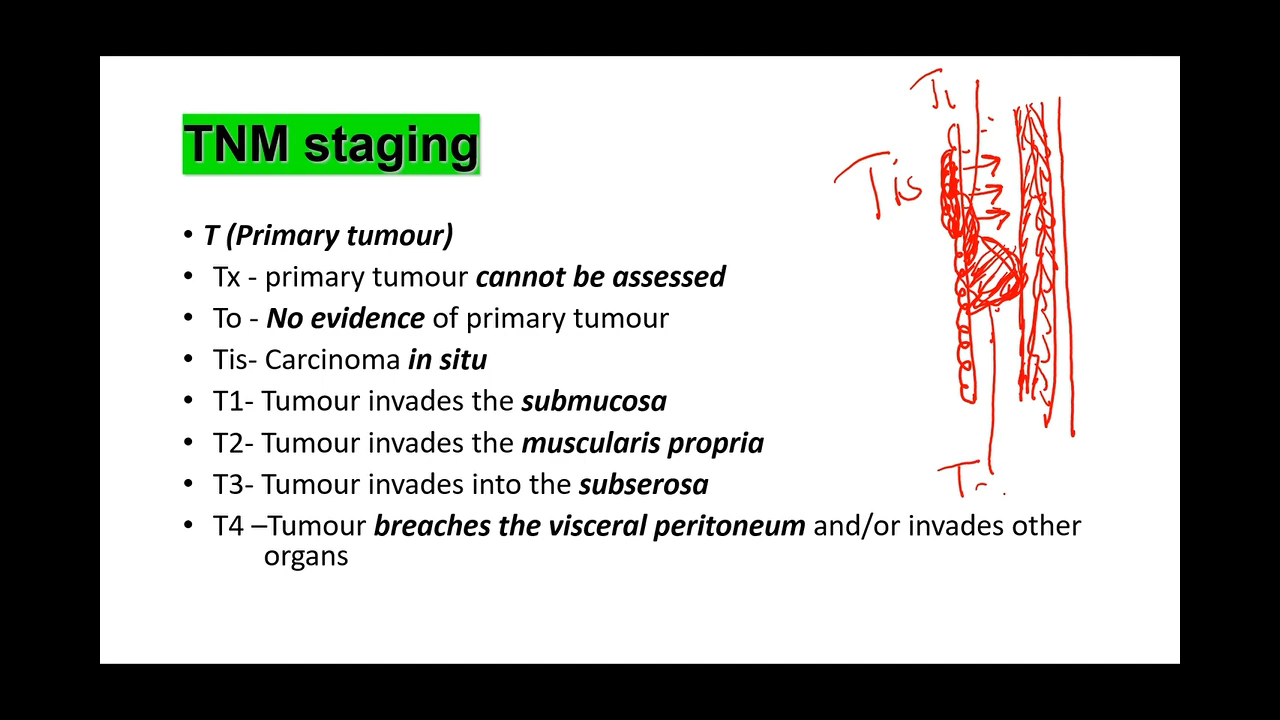 TNM staging
• T (Primary tumour)
• Tx - primary tumour cannot be assessed
• To - No evidence of primary tumour
• Tis- Carcinoma in situ
• T1- Tumour invades the submucosa
• T2- Tumour invades the muscularis propria
• T3- Tumour invades into the subserosa
• T4 –Tumour breaches the visceral peritoneum and/or invades other
organs
Tis